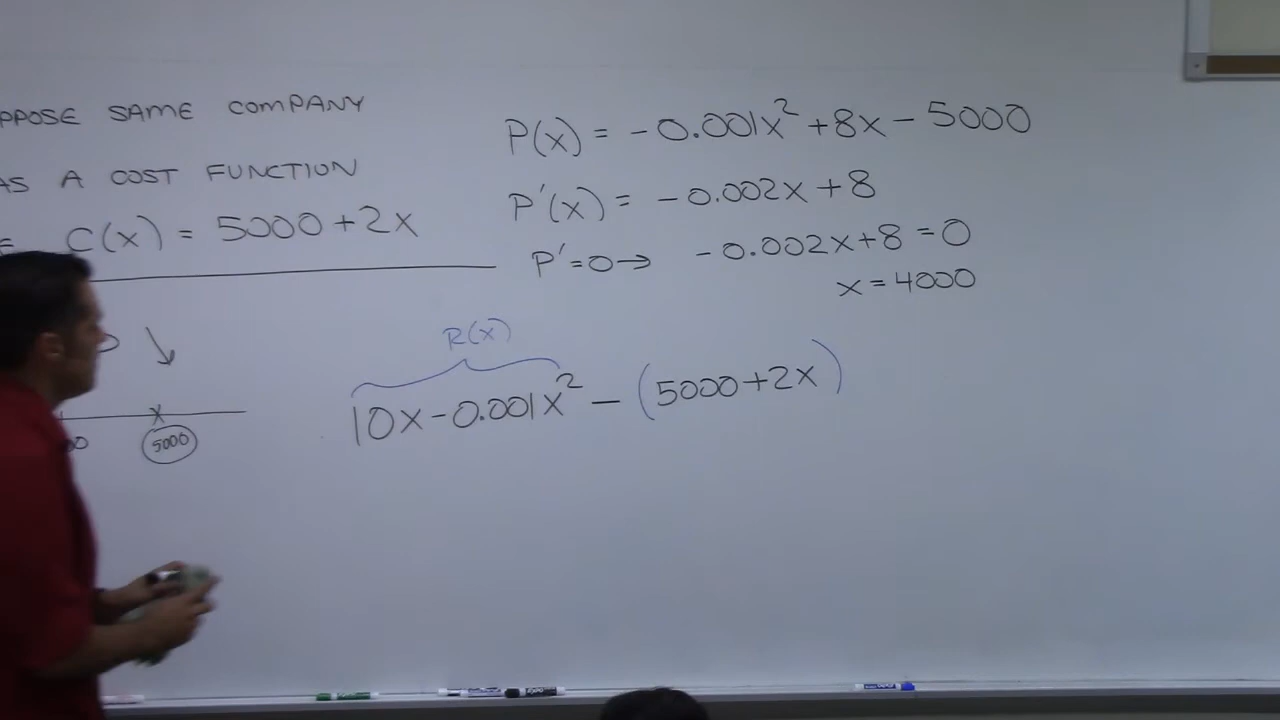 PPOSE SAME COMPANY
AS A COST FUNCTION
C(x) = 5000+2x
5000
P(x) = -0.001x² +8x - 5000
P'(x) = -0.002x + 8
P'=0→ -0.002x+8 =0
x = 4000
R(x)
10x-0.001x² - (5000+2x)